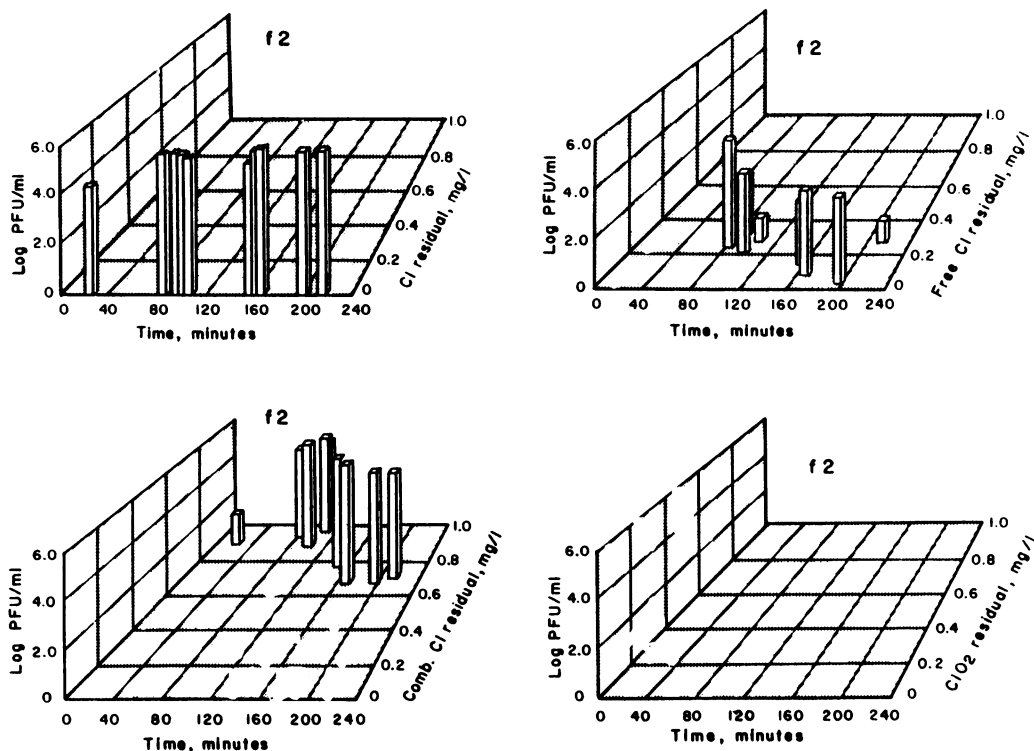 f2
Log PFU/ml
6.0
4.0
2.0
0
0 40 80 120 160 200 240
Time, minutes
0
0.2
0.4
0.6
0.8
1.0
Cl residual, mg/l
f2
Log PFU/ml
6.0
4.0
2.0
0
0 40 80 120 160 200 240
Time, minutes
0
0.2
0.4
0.6
0.8
1.0
Free Cl residual, mg/l
f2
Log PFU/ml
6.0
4.0
2.0
0
0 40 80 120 160 200 240
Time, minutes
0
0.2
0.4
0.6
0.8
1.0
Comb. Cl residual, mg/l
f2
Log PFU/ml
6.0
4.0
2.0
0
0 40 80 120 160 200 240
Time, minutes
0
0.2
0.4
0.6
0.8
1.0
ClO2 residual, mg/l